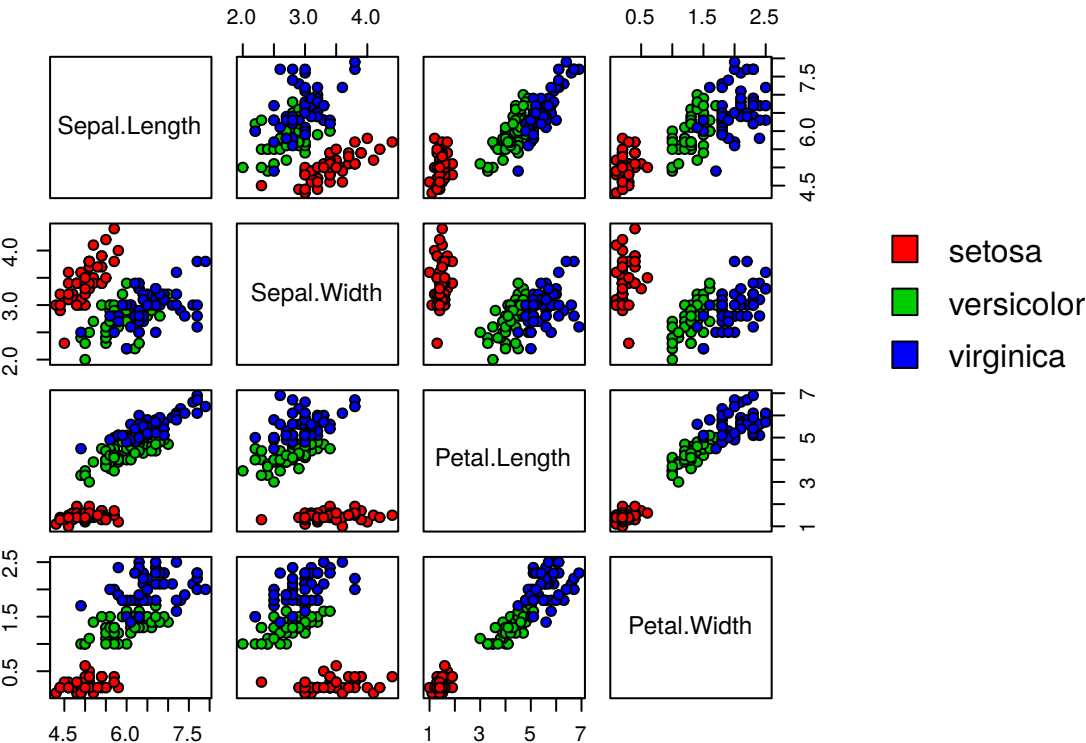 2.0 3.0 4.0
0.5 1.5 2.5
Sepal.Length
4.5 6.0 7.5
2.0 3.0 4.0
Sepal.Width
setosa
versicolor
virginica
Petal.Length
1 3 5 7
0.5 1.5 2.5
Petal.Width
4.5 6.0 7.5
1 3 5 7